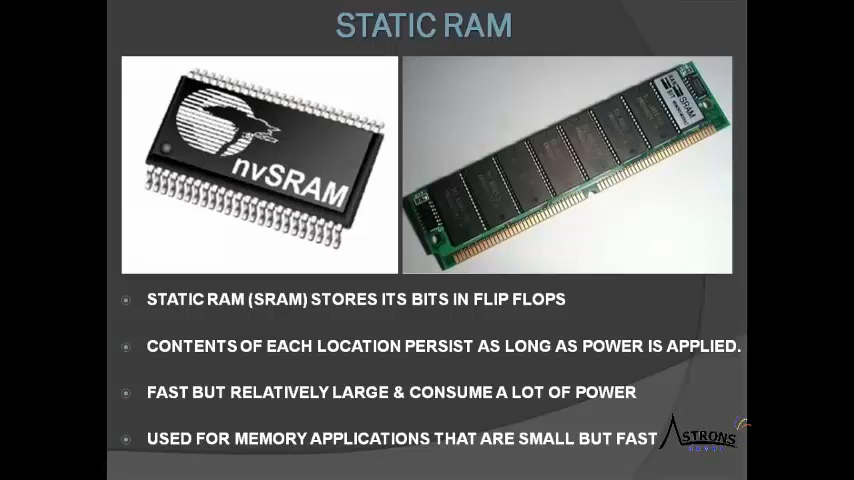 STATIC RAM
nvSRAM
SRAM
STATIC RAM (SRAM) STORES ITS BITS IN FLIP FLOPS
CONTENTS OF EACH LOCATION PERSIST AS LONG AS POWER IS APPLIED.
FAST BUT RELATIVELY LARGE & CONSUME A LOT OF POWER
USED FOR MEMORY APPLICATIONS THAT ARE SMALL BUT FAST
ASTRONS